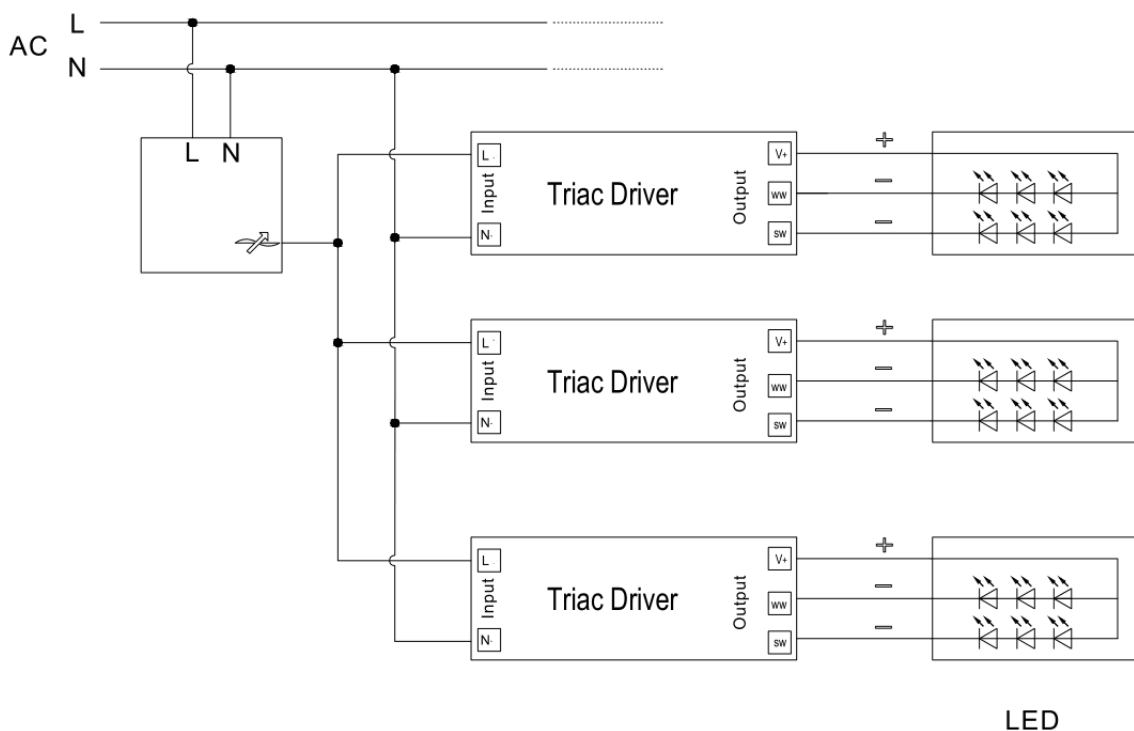 AC
L
N
L N
L
N
Input
Triac Driver
Output
V+
WW
SW
+
−
−
L
N
Input
Triac Driver
Output
V+
WW
SW
+
−
−
L
N
Input
Triac Driver
Output
V+
WW
SW
+
−
−
LED